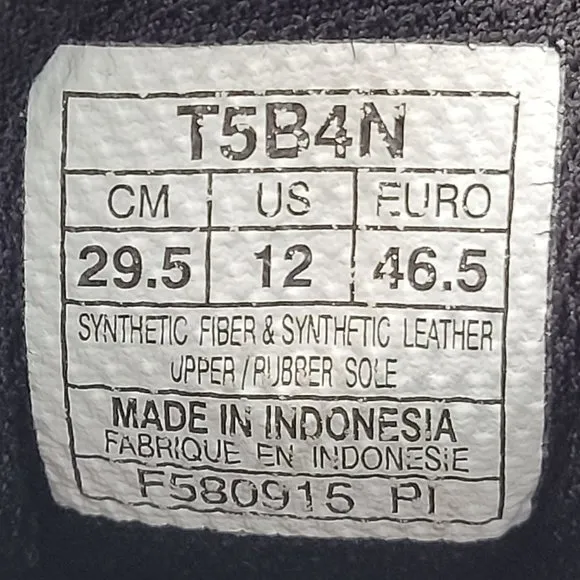 T5B4N
CM US EURO
29.5 12 46.5
SYNTHETIC FIBER & SYNTHETIC LEATHER
UPPER / RUBBER SOLE
MADE IN INDONESIA
FABRIQUE EN INDONESIE
F580915 PI